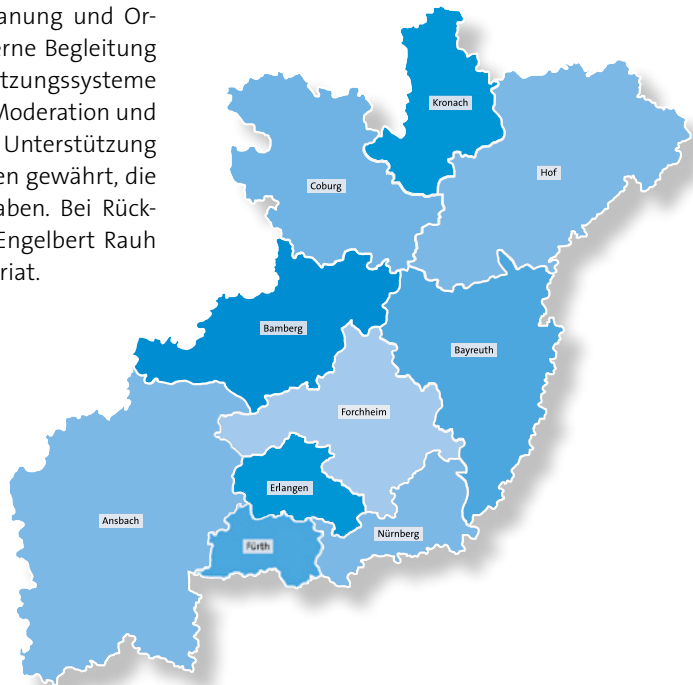 anung und Or-
erne Begleitung
tzungssysteme
Moderation und
Unterstützung
en gewährt, die
aben. Bei Rück-
Engelbert Rauh
riat.
Kronach
Hof
Coburg
Bamberg
Bayreuth
Forchheim
Erlangen
Ansbach
Nürnberg
Fürth